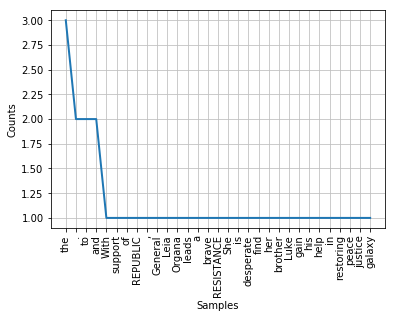 3.00
2.75
2.50
2.25
2.00
1.75
1.50
1.25
1.00
Counts
the
.
to
and
With
support
of
REPUBLIC
,
General
Leia
Organa
leads
a
brave
RESISTANCE
She
is
desperate
find
her
brother
Luke
gain
his
help
in
restoring
peace
justice
galaxy
Samples